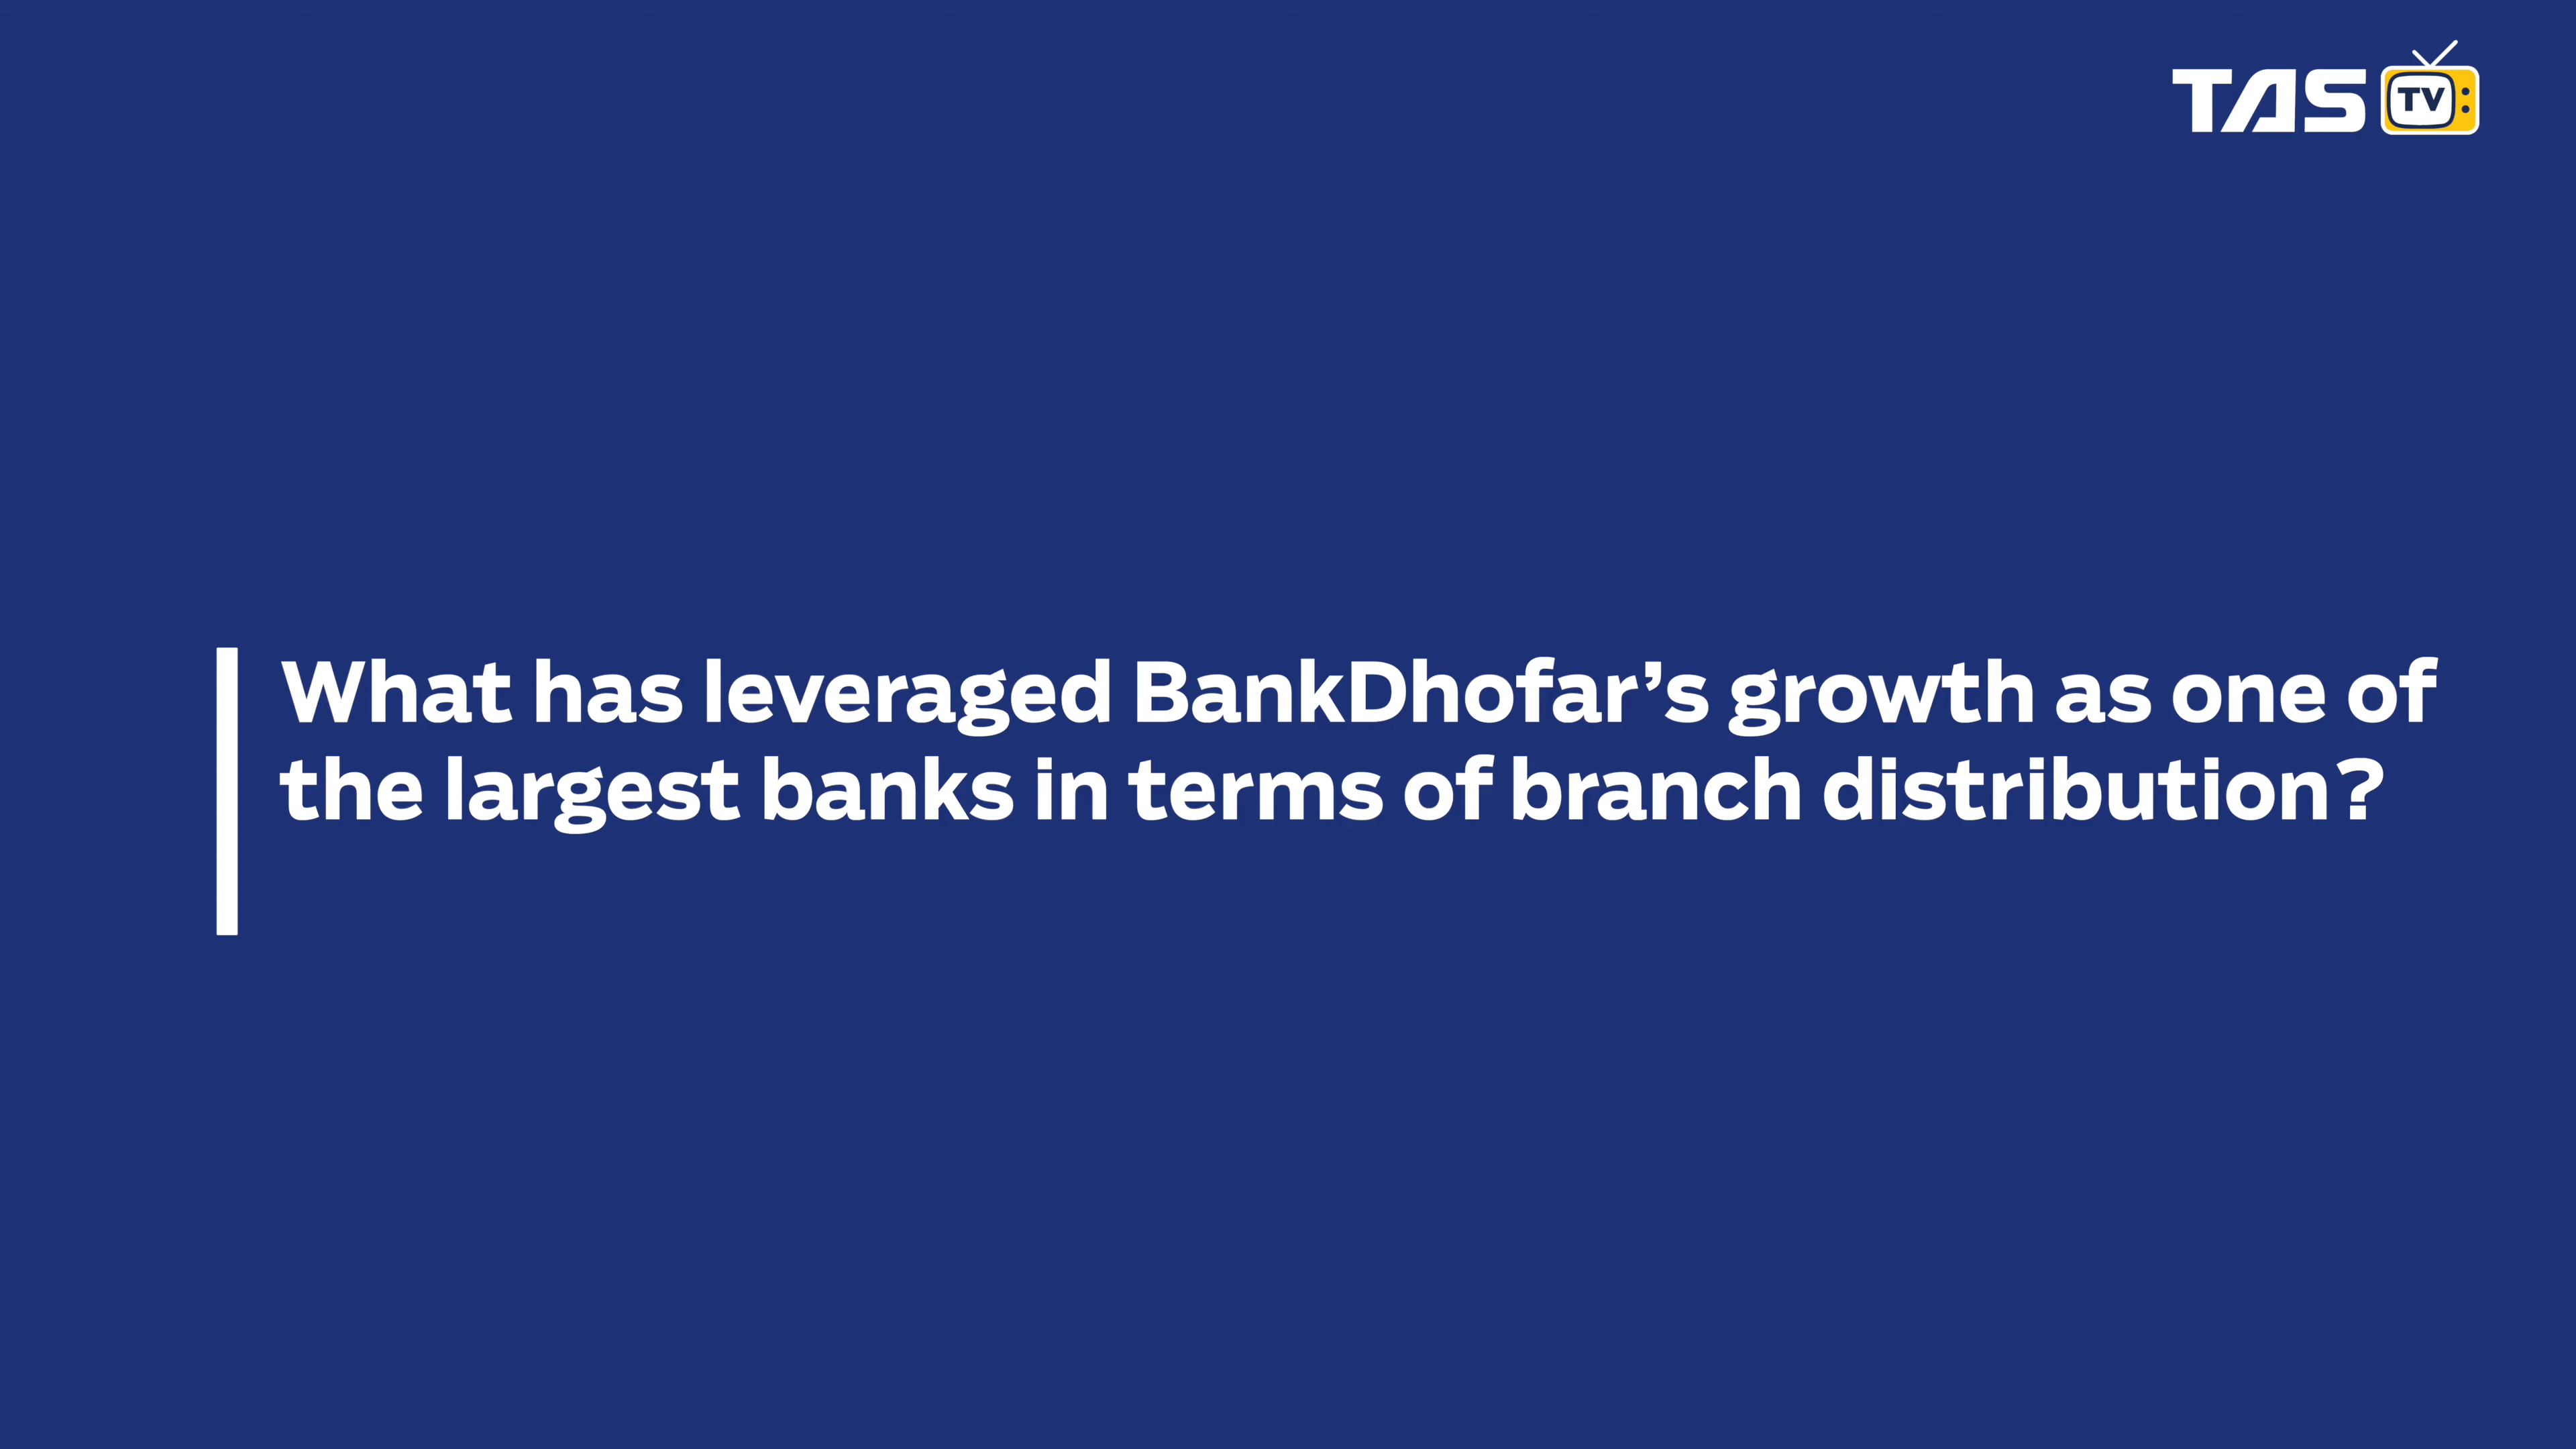 TAS TV
What has leveraged BankDhofar’s growth as one of
the largest banks in terms of branch distribution?